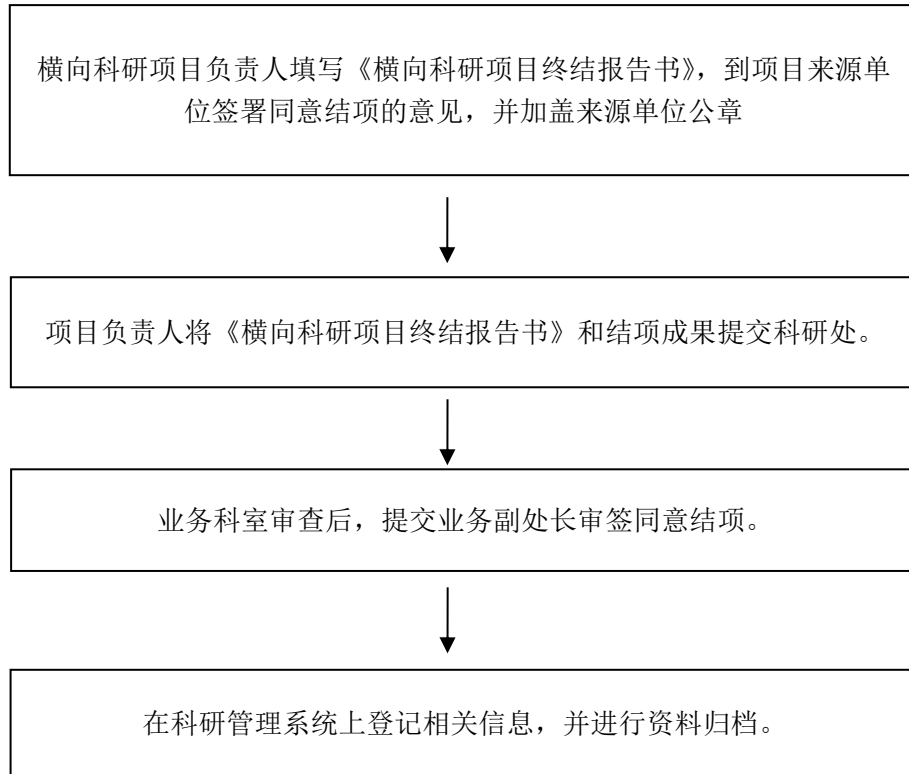 横向科研项目负责人填写《横向科研项目终结报告书》，到项目来源单
位签署同意结项的意见，并加盖来源单位公章
项目负责人将《横向科研项目终结报告书》和结项成果提交科研处。
业务科室审查后，提交业务副处长审签同意结项。
在科研管理系统上登记相关信息，并进行资料归档。